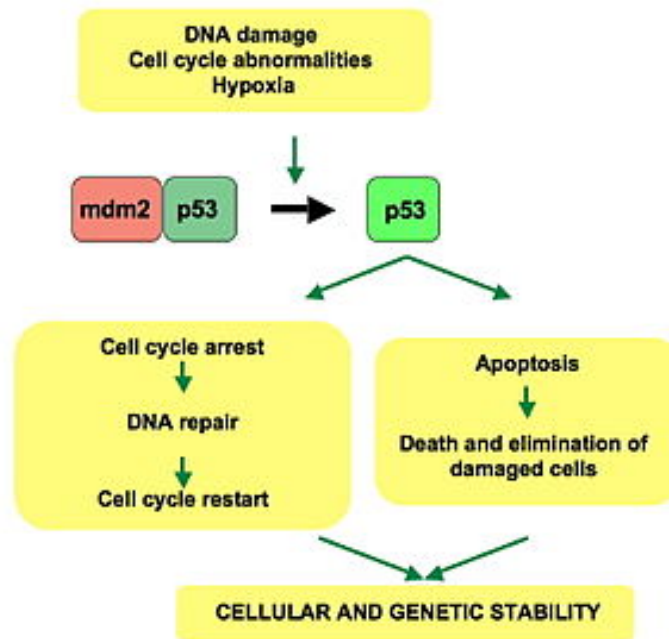 DNA damage
Cell cycle abnormalities
Hypoxia
mdm2 p53
p53
Cell cycle arrest
DNA repair
Cell cycle restart
Apoptosis
Death and elimination of
damaged cells
CELLULAR AND GENETIC STABILITY